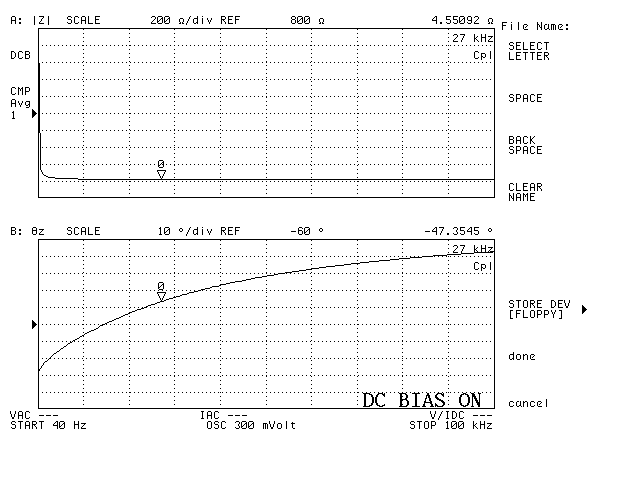 A: |Z| SCALE 200 Ω/div REF 800 Ω 4.55092 Ω
File Name:
27 kHz
SELECT
LETTER
DCB
Cpl
CMP
Avg
1
SPACE
0
BACK
SPACE
CLEAR
NAME
B: θz SCALE 10 °/div REF -60 ° -47.3545 °
27 kHz
Cpl
0
STORE DEV
[FLOPPY]
done
DC BIAS ON
cancel
VAC --- IAC --- V/IDC ---
START 40 Hz OSC 300 mVolt STOP 100 kHz